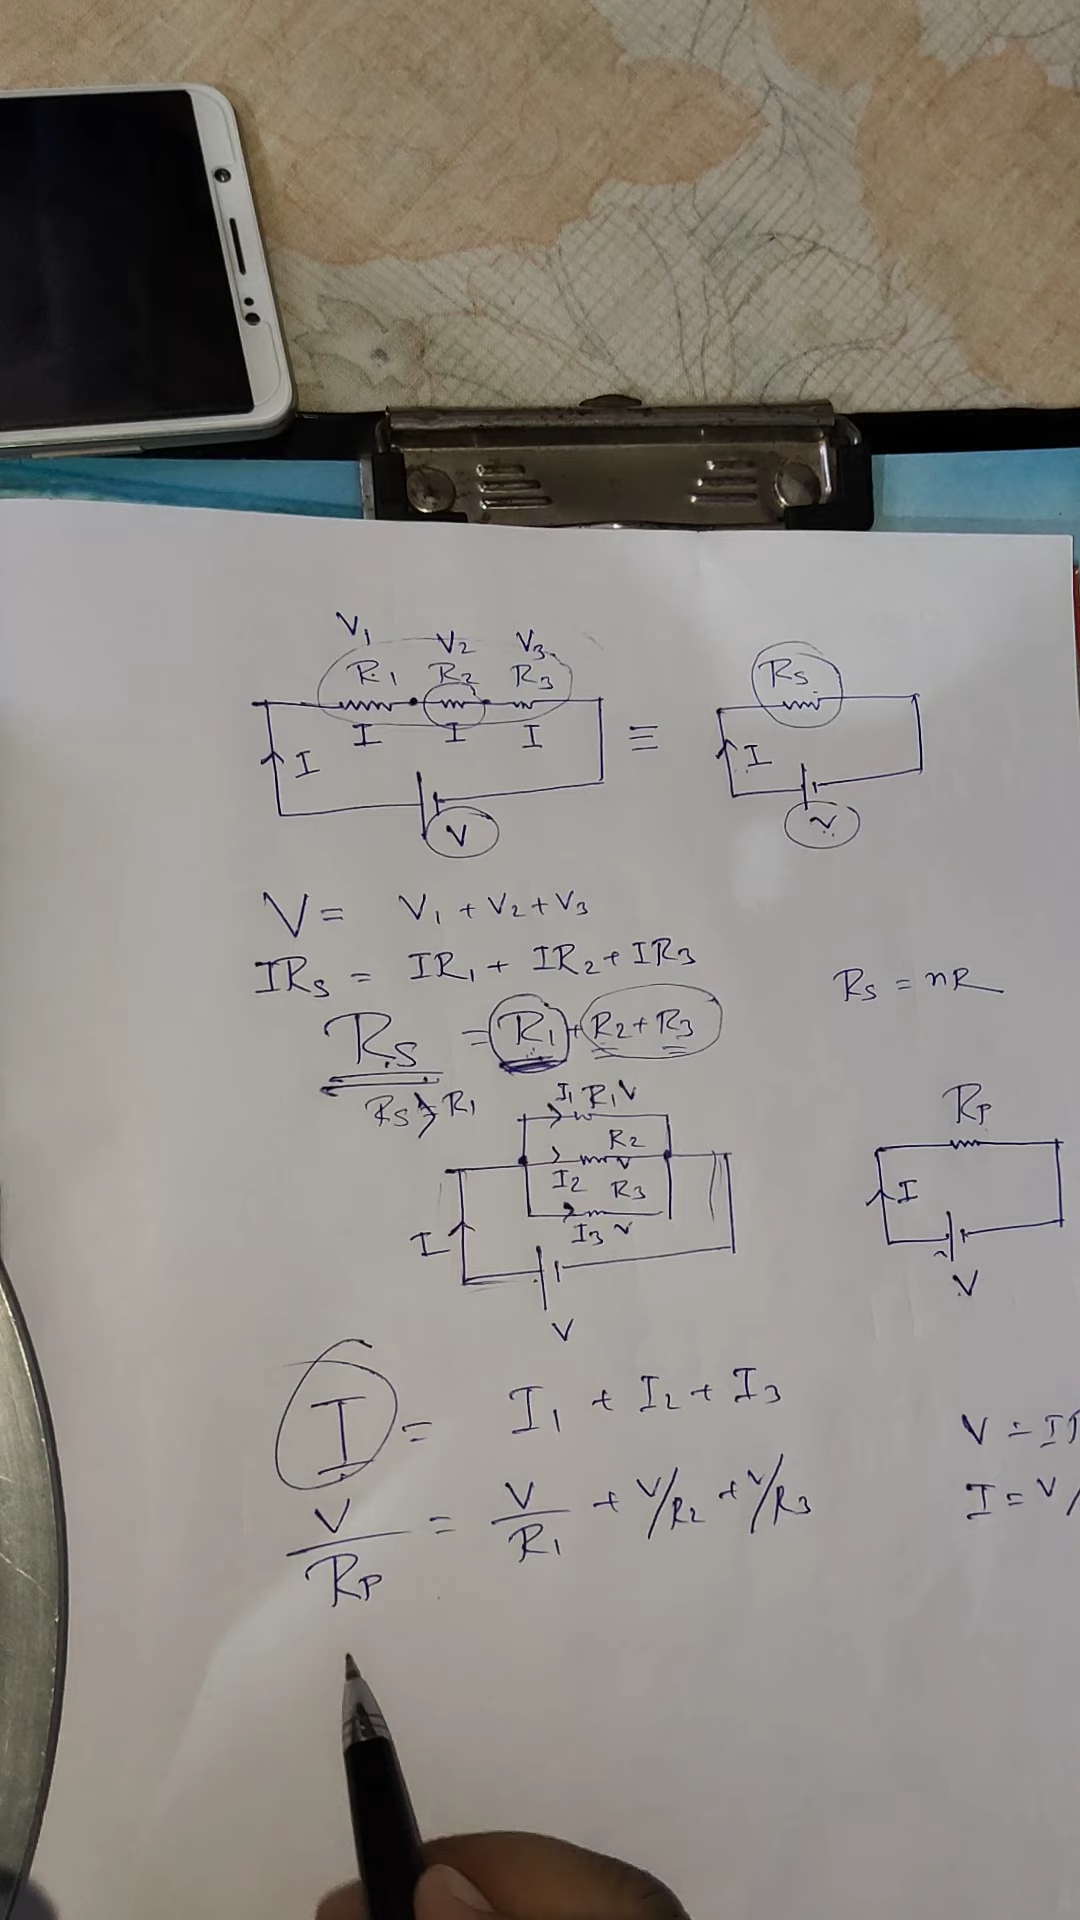 V₁ V₂ V₃
R₁ R₂ R₃
I I I
I
V
≡
Rs
I
V
V = V₁ + V₂ + V₃
IRs = IR₁ + IR₂ + IR₃
Rs = nR
Rs = R₁ + R₂ + R₃
Rs > R₁
I₁ R₁ V
R₂
I₂ V
R₃
I₃ V
I
V
Rp
I
V
I = I₁ + I₂ + I₃
V = I
V/Rp = V/R₁ + V/R₂ + V/R₃
I = V/